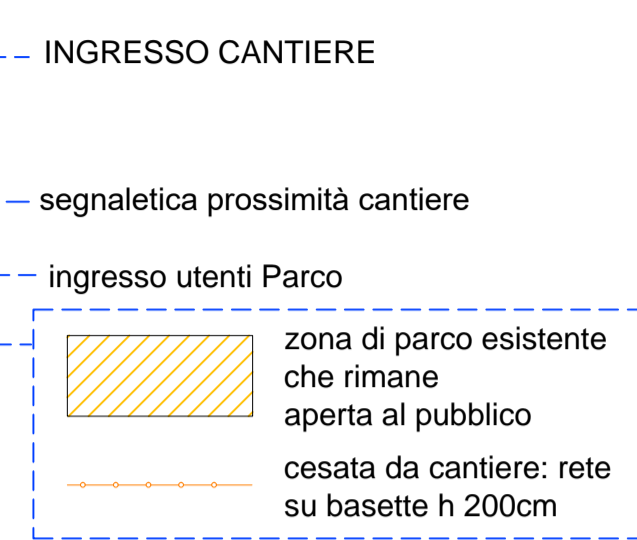 INGRESSO CANTIERE
segnaletica prossimità cantiere
ingresso utenti Parco
zona di parco esistente
che rimane
aperta al pubblico
cesata da cantiere: rete
su basette h 200cm